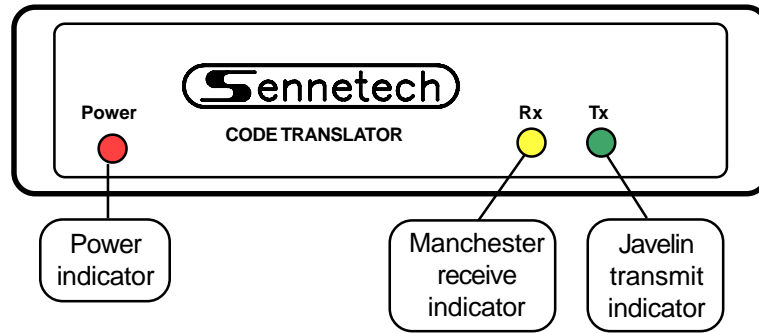 Sennetech
Power
CODE TRANSLATOR
Rx
Tx
Power
indicator
Manchester
receive
indicator
Javelin
transmit
indicator